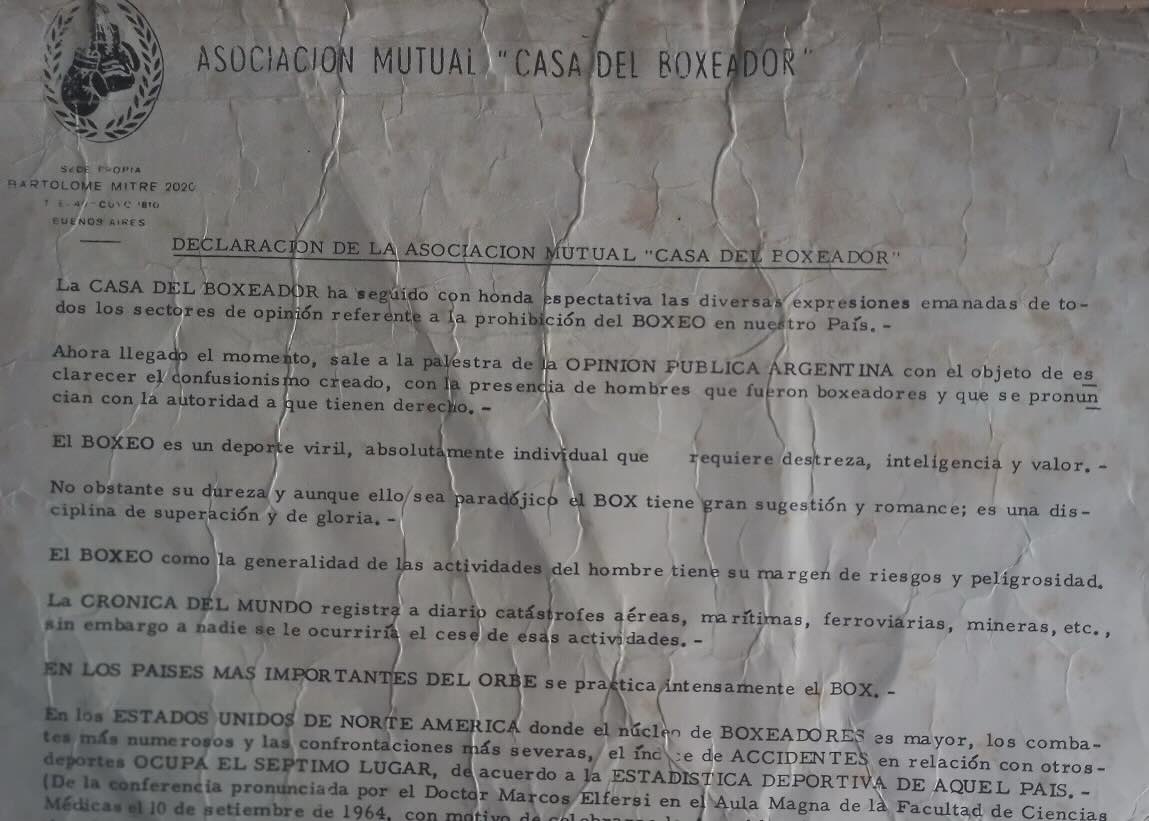 ASOCIACION MUTUAL "CASA DEL BOXEADOR"
SEDE PROPIA
BARTOLOME MITRE 2020
BUENOS AIRES
DECLARACION DE LA ASOCIACION MUTUAL "CASA DEL BOXEADOR"
La CASA DEL BOXEADOR ha seguido con honda espectativa las diversas expresiones emanadas de to-
dos los sectores de opinión referente a la prohibición del BOXEO en nuestro País. -
Ahora llegado el momento, sale a la palestra de la OPINION PUBLICA ARGENTINA con el objeto de es
clarecer el confusionismo creado, con la presencia de hombres que fueron boxeadores y que se pronun
cian con la autoridad a que tienen derecho. -
El BOXEO es un deporte viril, absolutamente individual que requiere destreza, inteligencia y valor. -
No obstante su dureza y aunque ello sea paradójico el BOX tiene gran sugestión y romance; es una dis-
ciplina de superación y de gloria. -
El BOXEO como la generalidad de las actividades del hombre tiene su margen de riesgos y peligrosidad.
La CRONICA DEL MUNDO registra a diario catástrofes aéreas, marítimas, ferroviarias, mineras, etc.,
sin embargo a nadie se le ocurriría el cese de esas actividades. -
EN LOS PAISES MAS IMPORTANTES DEL ORBE se practica intensamente el BOX. -
En los ESTADOS UNIDOS DE NORTE AMERICA donde el núcleo de BOXEADORES es mayor, los comba-
tes más numerosos y las confrontaciones más severas, el índice de ACCIDENTES en relación con otros-
deportes OCUPA EL SEPTIMO LUGAR, de acuerdo a la ESTADISTICA DEPORTIVA DE AQUEL PAIS. -
(De la conferencia pronunciada por el Doctor Marcos Elfersi en el Aula Magna de la Facultad de Ciencias
Médicas el 10 de setiembre de 1964, con motivo de